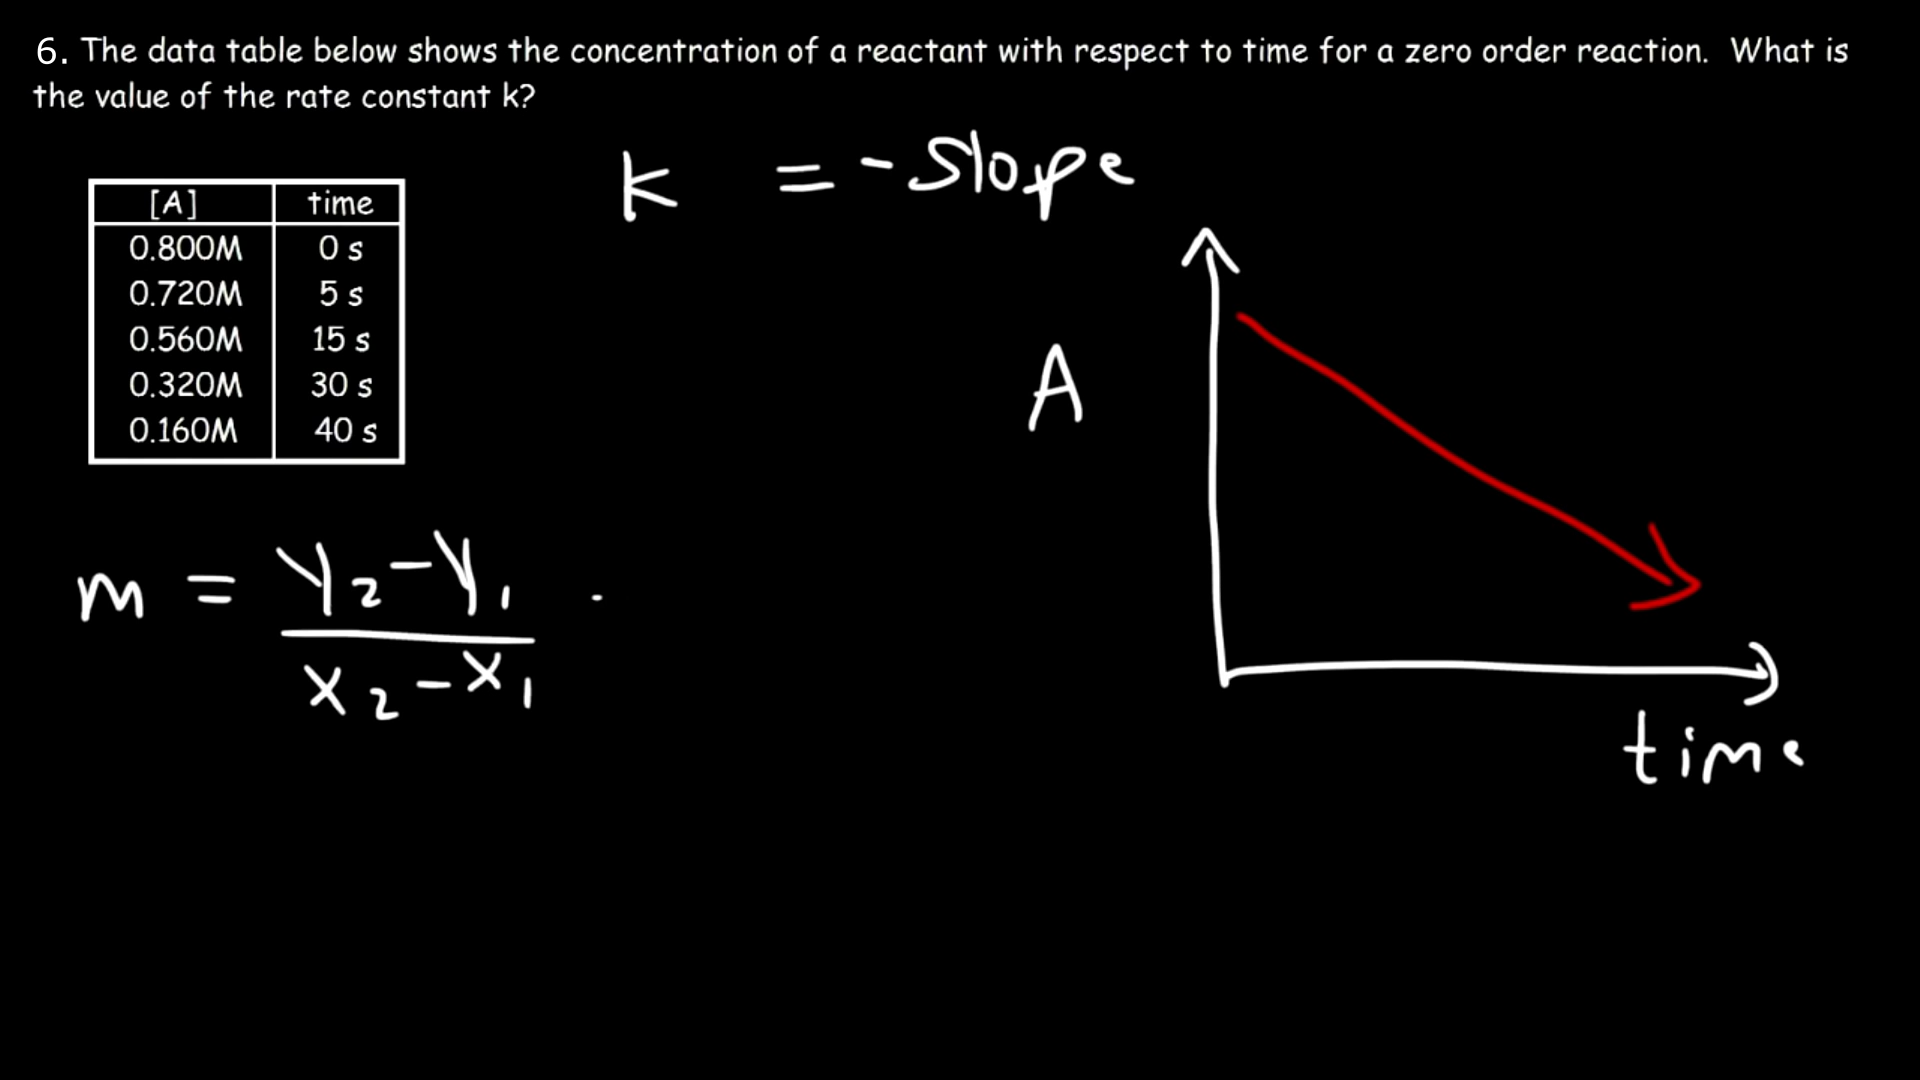 6. The data table below shows the concentration of a reactant with respect to time for a zero order reaction. What is
the value of the rate constant k?
k = - Slope
[A] time
0.800M 0 s
0.720M 5 s
0.560M 15 s
0.320M 30 s
0.160M 40 s
A
m = Y₂ - Y₁
X₂ - X₁
time